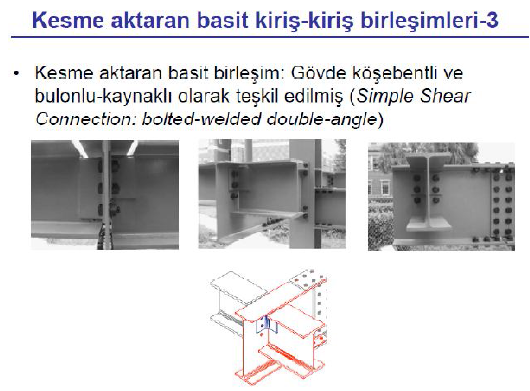 Kesme aktaran basit kiriş-kiriş birleşimleri-3
• Kesme aktaran basit birleşim: Gövde köşebentli ve
bulonlu-kaynaklı olarak teşkil edilmiş (Simple Shear
Connection: bolted-welded double-angle)